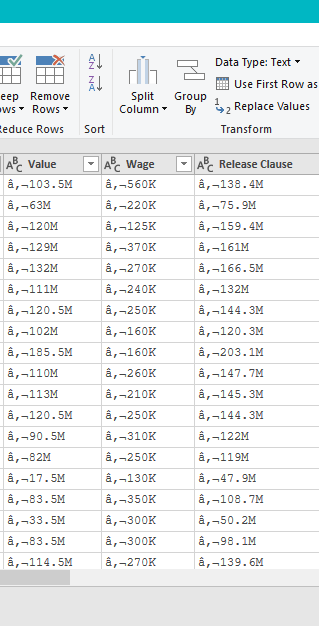 Data Type: Text
Use First Row as
Replace Values
eep
Rows
Remove
Rows
Split
Column
Group
By
educe Rows
Sort
Transform
Value Wage Release Clause
â,¬103.5M â,¬560K â,¬138.4M
â,¬63M â,¬220K â,¬75.9M
â,¬120M â,¬125K â,¬159.4M
â,¬129M â,¬370K â,¬161M
â,¬132M â,¬270K â,¬166.5M
â,¬111M â,¬240K â,¬132M
â,¬120.5M â,¬250K â,¬144.3M
â,¬102M â,¬160K â,¬120.3M
â,¬185.5M â,¬160K â,¬203.1M
â,¬110M â,¬260K â,¬147.7M
â,¬113M â,¬210K â,¬145.3M
â,¬120.5M â,¬250K â,¬144.3M
â,¬90.5M â,¬310K â,¬122M
â,¬82M â,¬250K â,¬119M
â,¬17.5M â,¬130K â,¬47.9M
â,¬83.5M â,¬350K â,¬108.7M
â,¬33.5M â,¬300K â,¬50.2M
â,¬83.5M â,¬300K â,¬98.1M
â,¬114.5M â,¬270K â,¬139.6M